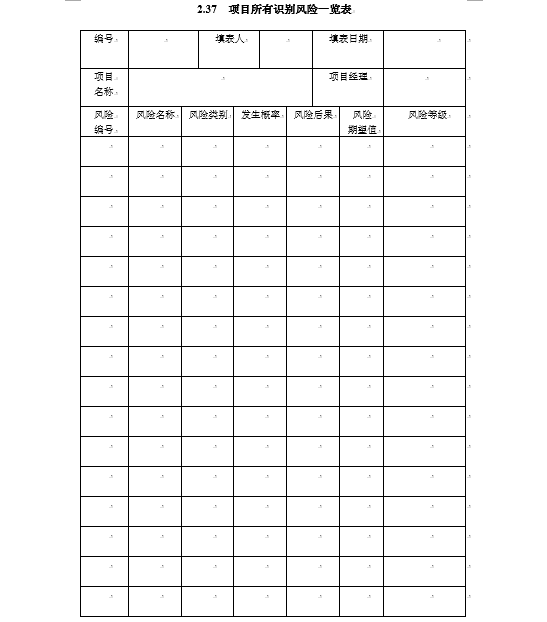 2.37 项目所有识别风险一览表
编号 填表人 填表日期
项目 项目经理
名称
风险 风险名称 风险类别 发生概率 风险后果 风险 风险等级
编号 期望值